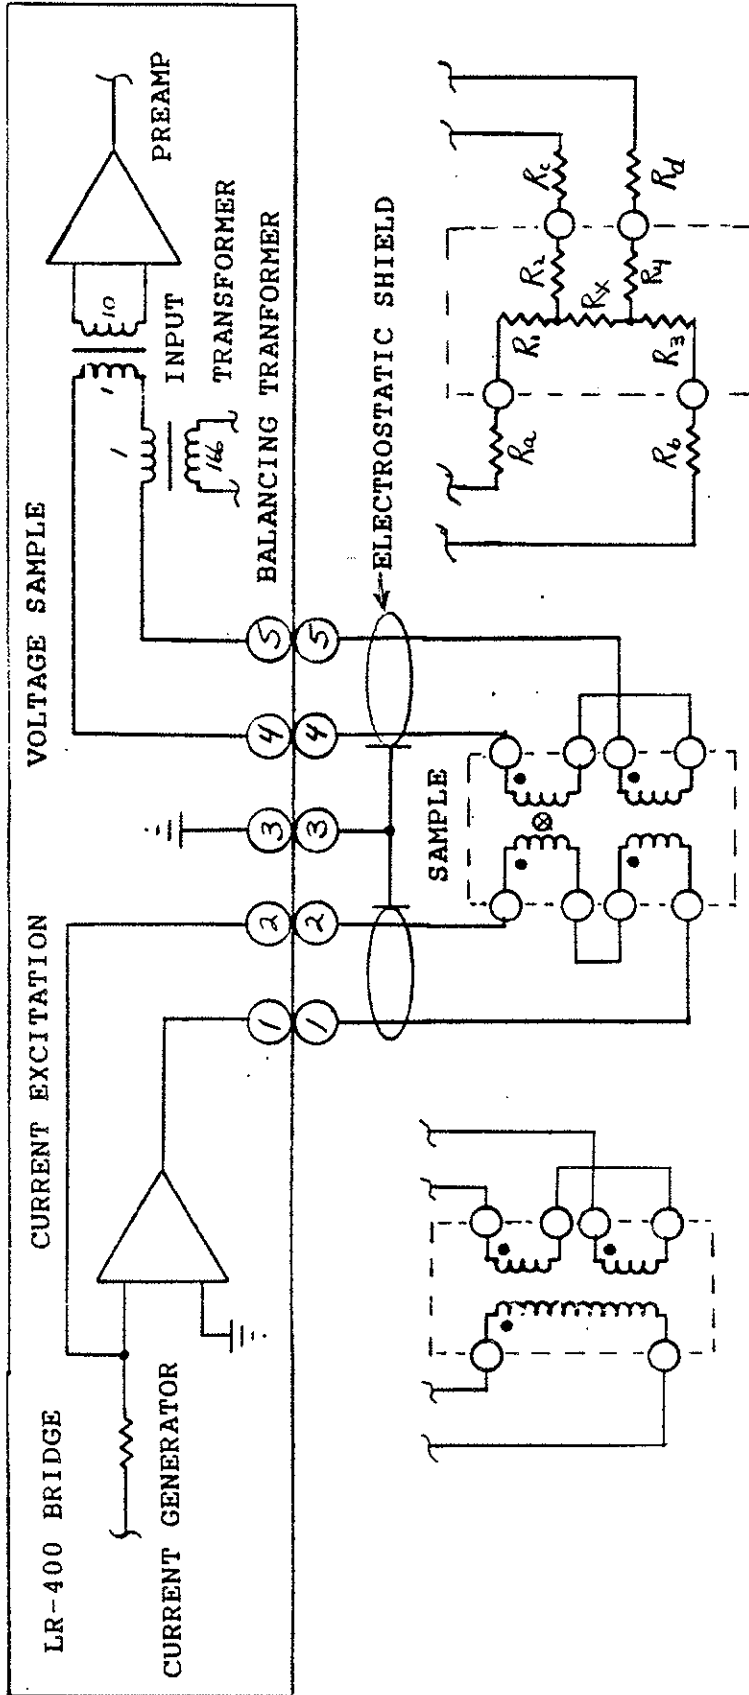 LR-400 BRIDGE
CURRENT EXCITATION
VOLTAGE SAMPLE
CURRENT GENERATOR
PREAMP
1
10
INPUT
TRANSFORMER
1
166
BALANCING TRANFORMER
1
2
3
4
5
1
2
3
4
5
ELECTROSTATIC SHIELD
SAMPLE
Ra
Rb
R1
R2
Rx
R3
R4
Rc
Rd